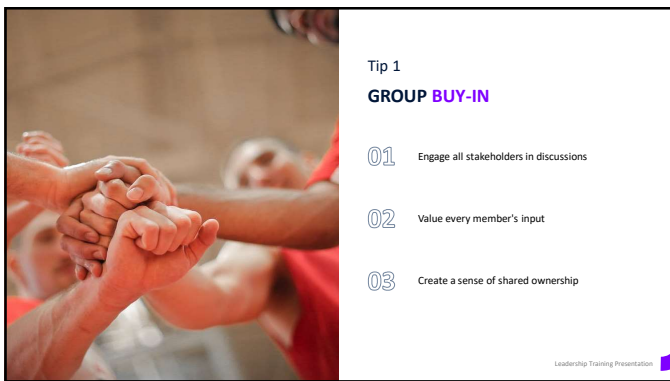 Tip 1
GROUP BUY-IN
01 Engage all stakeholders in discussions
02 Value every member's input
03 Create a sense of shared ownership
Leadership Training Presentation